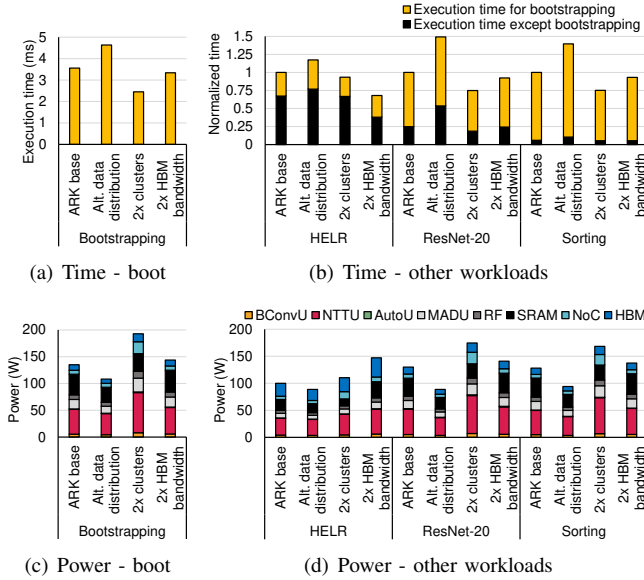 Execution time for bootstrapping
Execution time except bootstrapping
Execution time (ms)
5
4
3
2
1
0
ARK base
Alt. data distribution
2x clusters
2x HBM bandwidth
Bootstrapping
(a) Time - boot
Normalized time
1.5
1.25
1
0.75
0.5
0.25
0
ARK base
Alt. data distribution
2x clusters
2x HBM bandwidth
ARK base
Alt. data distribution
2x clusters
2x HBM bandwidth
ARK base
Alt. data distribution
2x clusters
2x HBM bandwidth
HELR
ResNet-20
Sorting
(b) Time - other workloads
BConvU NTTU AutoU MADU RF SRAM NoC HBM
Power (W)
200
150
100
50
0
ARK base
Alt. data distribution
2x clusters
2x HBM bandwidth
Bootstrapping
(c) Power - boot
Power (W)
200
150
100
50
0
ARK base
Alt. data distribution
2x clusters
2x HBM bandwidth
ARK base
Alt. data distribution
2x clusters
2x HBM bandwidth
ARK base
Alt. data distribution
2x clusters
2x HBM bandwidth
HELR
ResNet-20
Sorting
(d) Power - other workloads